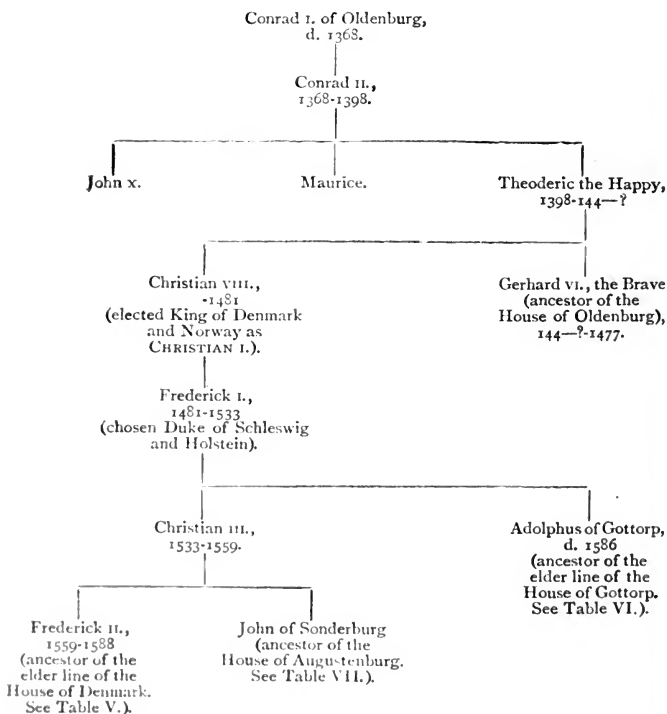 Conrad I. of Oldenburg,
d. 1368.
Conrad II.,
1368-1398.
John X.
Maurice.
Theoderic the Happy,
1398-144—?
Christian VIII.,
-1481
(elected King of Denmark
and Norway as
CHRISTIAN I.).
Gerhard VI., the Brave
(ancestor of the
House of Oldenburg),
144—?-1477.
Frederick I.,
1481-1533
(chosen Duke of Schleswig
and Holstein).
Christian III.,
1533-1559.
Adolphus of Gottorp,
d. 1586
(ancestor of the
elder line of the
House of Gottorp.
See Table VI.).
Frederick II.,
1559-1588
(ancestor of the
elder line of the
House of Denmark.
See Table V.).
John of Sonderburg
(ancestor of the
House of Augustenburg.
See Table VII.).